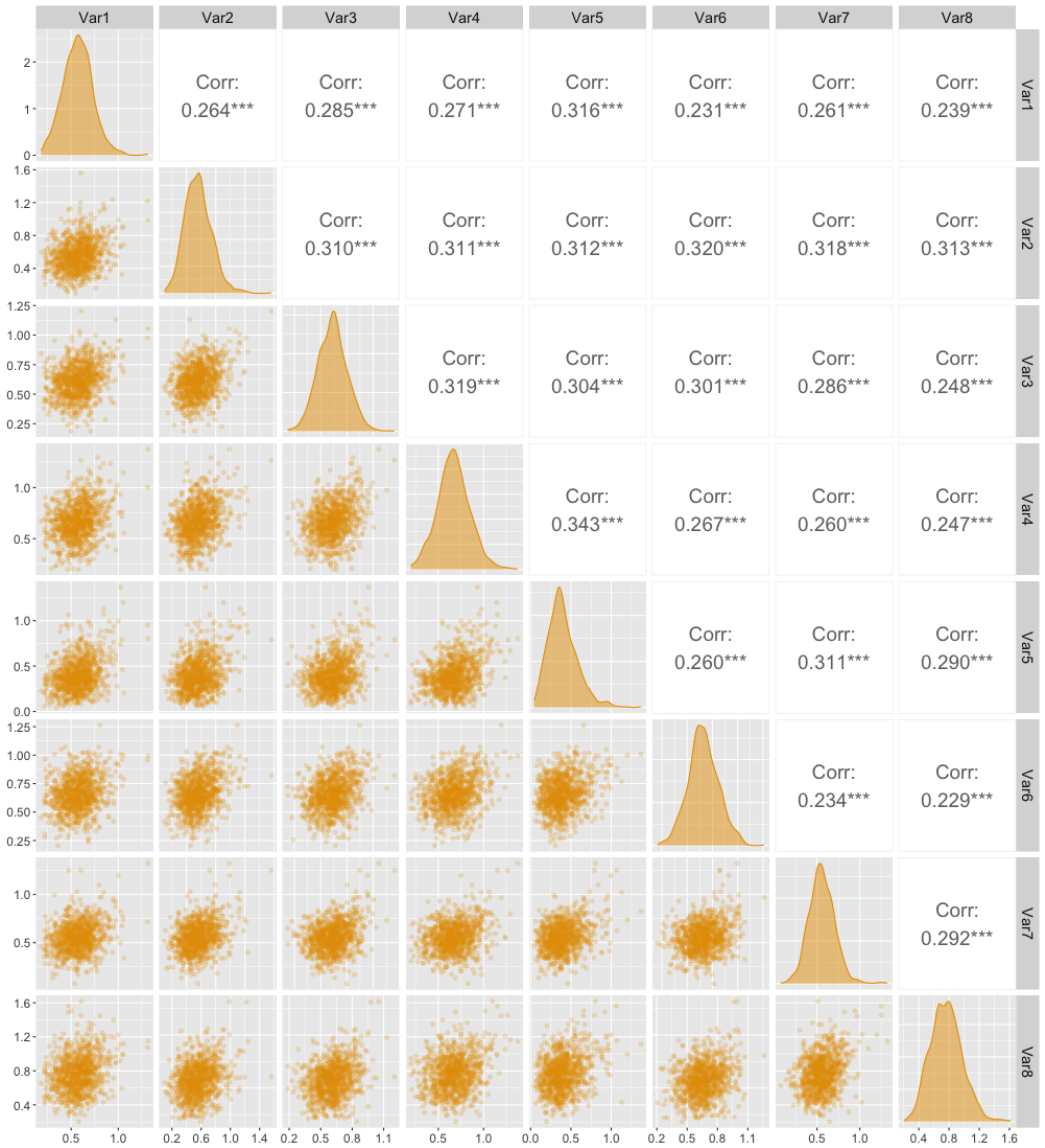 Var1 Var2 Var3 Var4 Var5 Var6 Var7 Var8
2
1
0
Corr:
0.264***
Corr:
0.285***
Corr:
0.271***
Corr:
0.316***
Corr:
0.231***
Corr:
0.261***
Corr:
0.239***
Var1
1.6
1.2
0.8
0.4
Corr:
0.310***
Corr:
0.311***
Corr:
0.312***
Corr:
0.320***
Corr:
0.318***
Corr:
0.313***
Var2
1.25
1.00
0.75
0.50
0.25
Corr:
0.319***
Corr:
0.304***
Corr:
0.301***
Corr:
0.286***
Corr:
0.248***
Var3
1.0
0.5
Corr:
0.343***
Corr:
0.267***
Corr:
0.260***
Corr:
0.247***
Var4
1.0
0.5
0.0
Corr:
0.260***
Corr:
0.311***
Corr:
0.290***
Var5
1.25
1.00
0.75
0.50
0.25
Corr:
0.234***
Corr:
0.229***
Var6
1.0
0.5
Corr:
0.292***
Var7
1.6
1.2
0.8
0.4
Var8
0.5 1.0 0.2 0.6 1.0 1.4 0.2 0.5 0.8 1.1 0.5 1.0 0.0 0.5 1.0 0.2 0.5 0.8 1.1 0.5 1.0 0.4 0.8 1.2 1.6